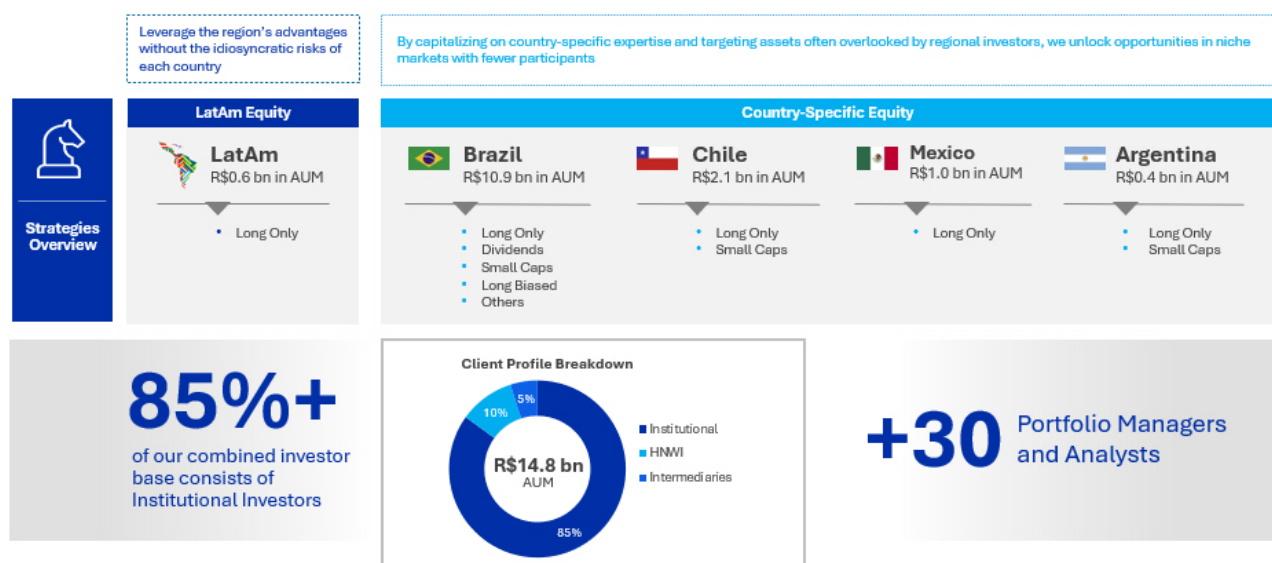 Leverage the region's advantages
without the idiosyncratic risks of
each country
By capitalizing on country-specific expertise and targeting assets often overlooked by regional investors, we unlock opportunities in niche
markets with fewer participants
Strategies
Overview
LatAm Equity
LatAm
R$0.6 bn in AUM
• Long Only
Country-Specific Equity
Brazil
R$10.9 bn in AUM
• Long Only
• Dividends
• Small Caps
• Long Biased
• Others
Chile
R$2.1 bn in AUM
• Long Only
• Small Caps
Mexico
R$1.0 bn in AUM
• Long Only
Argentina
R$0.4 bn in AUM
• Long Only
• Small Caps
85%+
of our combined investor
base consists of
Institutional Investors
Client Profile Breakdown
5%
10%
R$14.8 bn
AUM
85%
Institutional
HNWI
Intermediaries
+30
Portfolio Managers
and Analysts